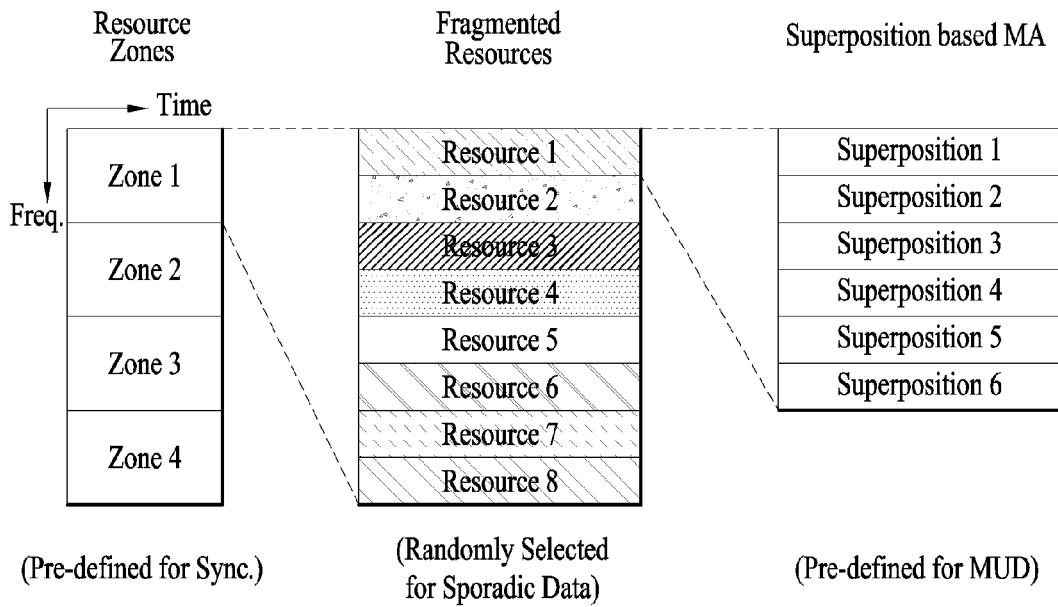 Resource
Zones
Fragmented
Resources
Superposition based MA
Time
Freq.
Zone 1
Zone 2
Zone 3
Zone 4
Resource 1
Resource 2
Resource 3
Resource 4
Resource 5
Resource 6
Resource 7
Resource 8
Superposition 1
Superposition 2
Superposition 3
Superposition 4
Superposition 5
Superposition 6
(Pre-defined for Sync.)
(Randomly Selected
for Sporadic Data)
(Pre-defined for MUD)